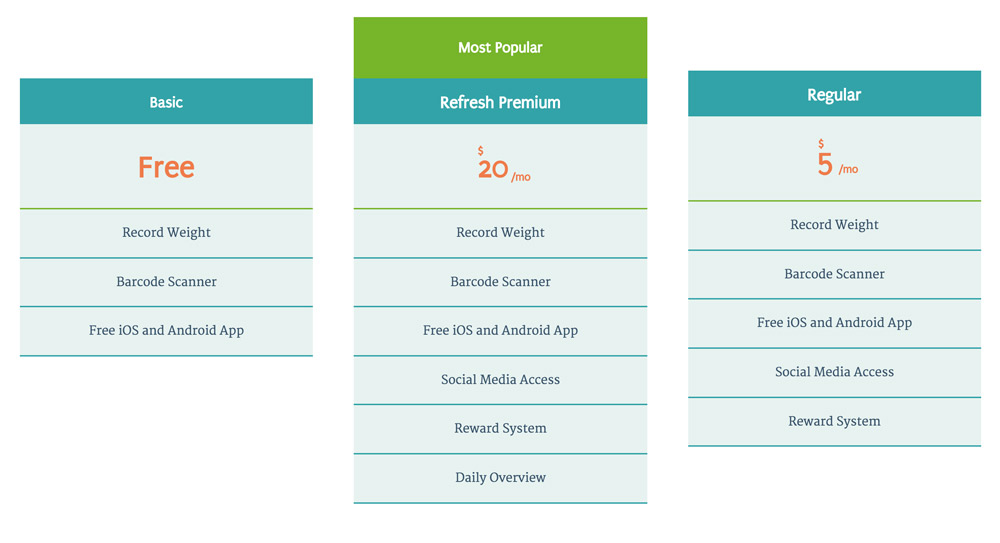 Basic
Free
Record Weight
Barcode Scanner
Free iOS and Android App
Most Popular
Refresh Premium
$
20 /mo
Record Weight
Barcode Scanner
Free iOS and Android App
Social Media Access
Reward System
Daily Overview
Regular
$
5 /mo
Record Weight
Barcode Scanner
Free iOS and Android App
Social Media Access
Reward System